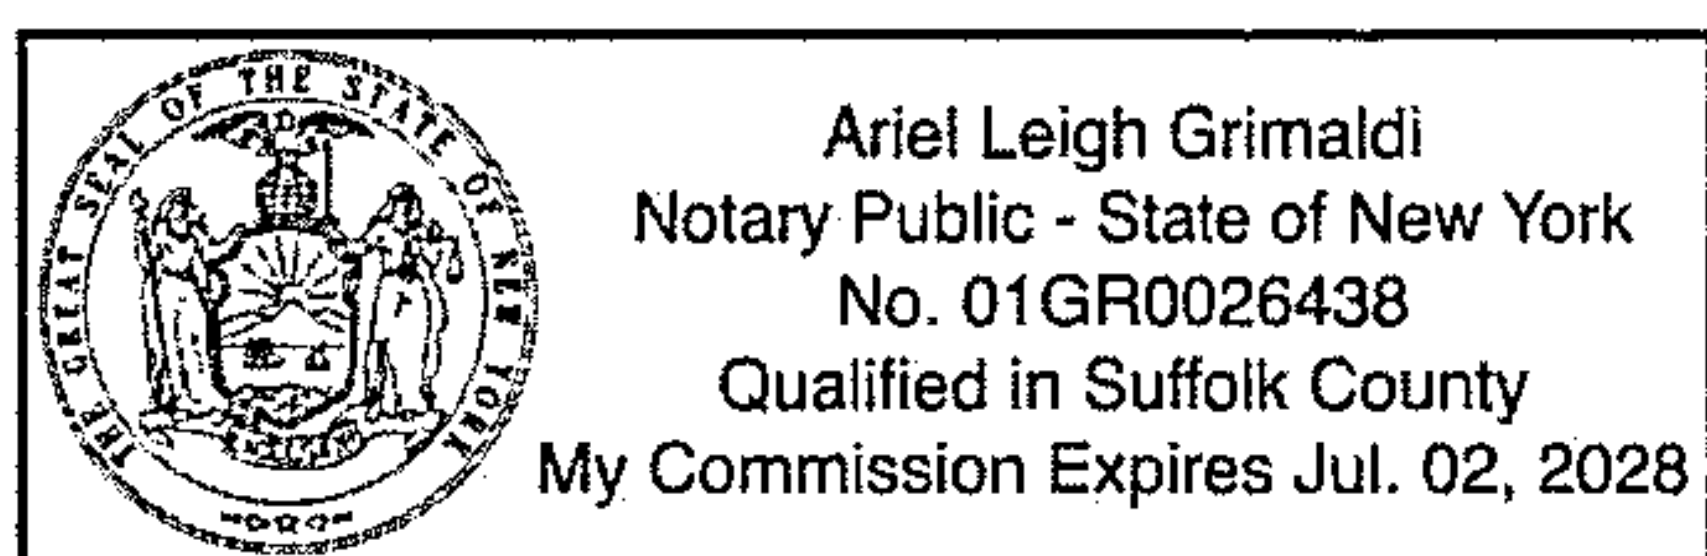 THE GREAT SEAL OF THE STATE OF NEW YORK
Ariel Leigh Grimaldi
Notary Public - State of New York
No. 01GR0026438
Qualified in Suffolk County
My Commission Expires Jul. 02, 2028